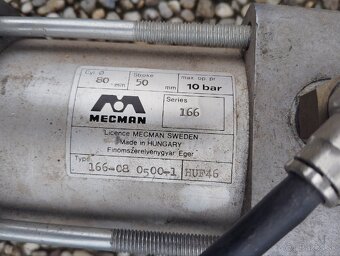 Cyl. Ø Stroke max. op. pr.
80 mm 50 mm 10 bar
MECMAN
Series
166
Licence MECMAN SWEDEN
Made in HUNGARY
Finomszerelvénygyár Eger
Type
166-08 0500-1 HUF46